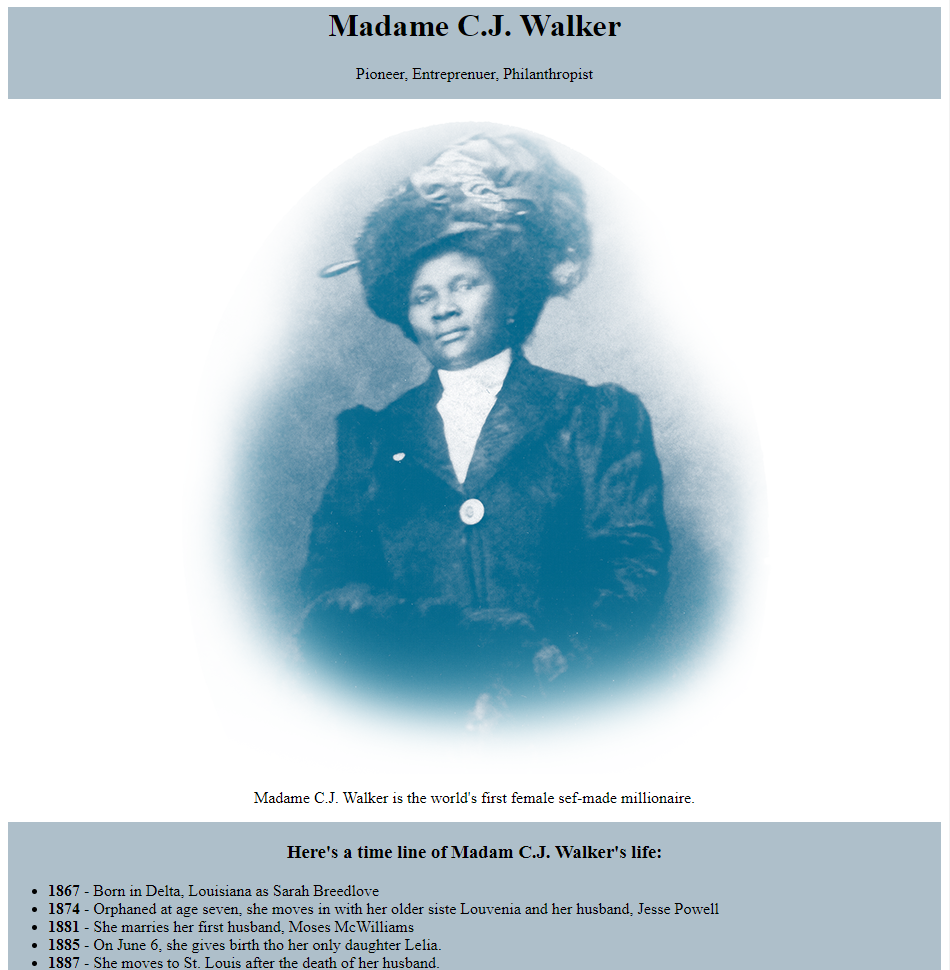 Madame C.J. Walker
Pioneer, Entreprenuer, Philanthropist
Madame C.J. Walker is the world's first female sef-made millionaire.
Here's a time line of Madam C.J. Walker's life:
1867 - Born in Delta, Louisiana as Sarah Breedlove
1874 - Orphaned at age seven, she moves in with her older siste Louvenia and her husband, Jesse Powell
1881 - She marries her first husband, Moses McWilliams
1885 - On June 6, she gives birth tho her only daughter Lelia.
1887 - She moves to St. Louis after the death of her husband.